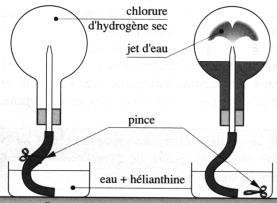 chlorure
d'hydrogène sec
jet d'eau
pince
eau + hélianthine